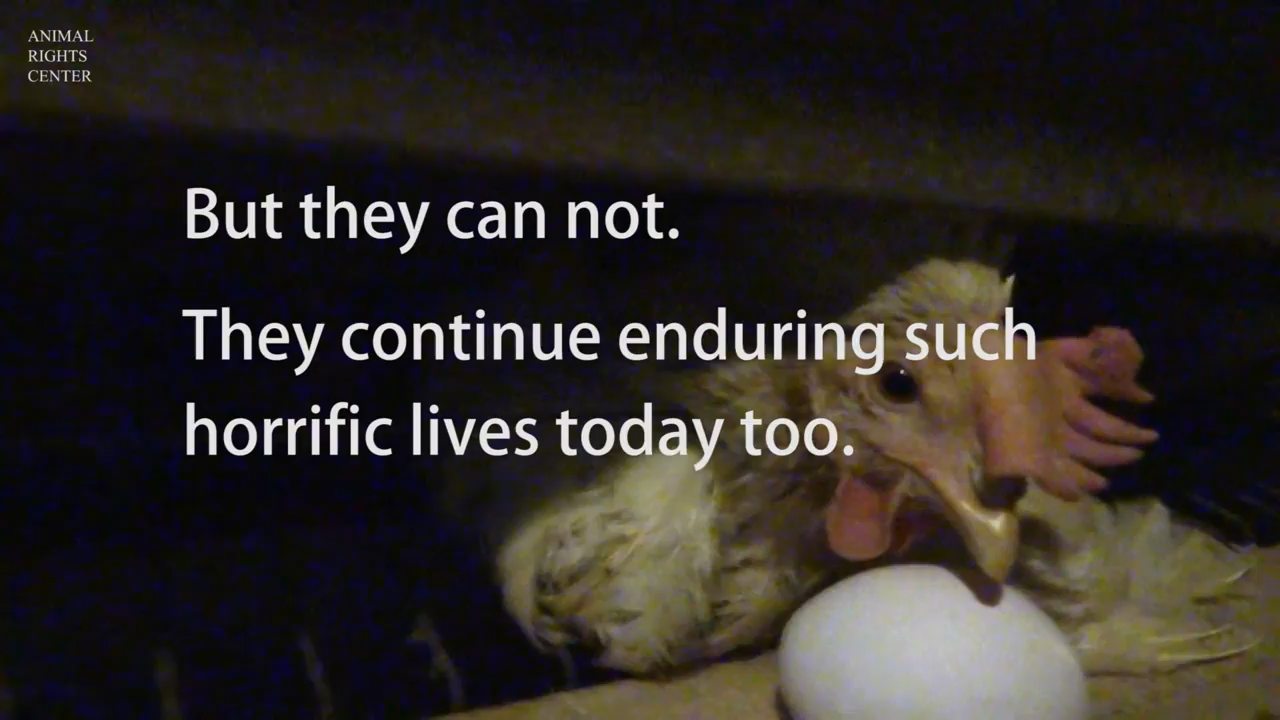 ANIMAL
RIGHTS
CENTER
But they can not.
They continue enduring such
horrific lives today too.